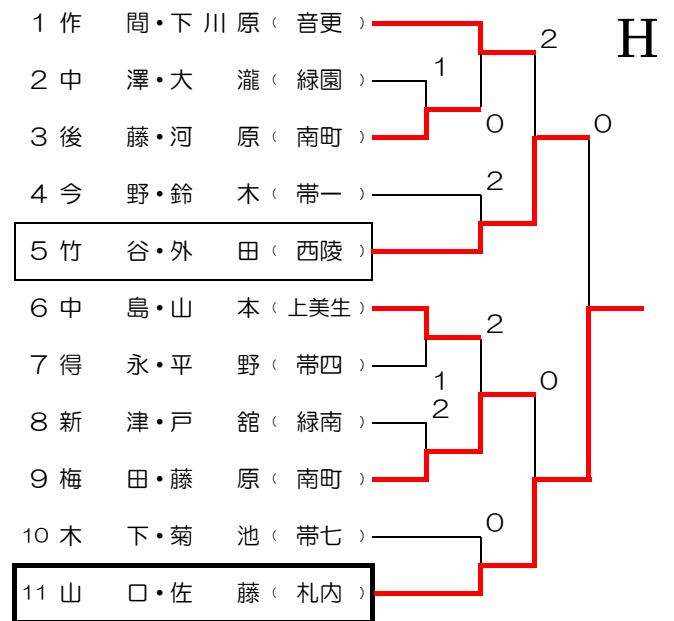 H
1 作 間・下川原（ 音更 ）
2 中 澤・大 瀧（ 緑園 ）
3 後 藤・河 原（ 南町 ）
4 今 野・鈴 木（ 帯一 ）
5 竹 谷・外 田（ 西陵 ）
6 中 島・山 本（ 上美生 ）
7 得 永・平 野（ 帯四 ）
8 新 津・戸 舘（ 緑南 ）
9 梅 田・藤 原（ 南町 ）
10 木 下・菊 池（ 帯七 ）
11 山 口・佐 藤（ 札内 ）
2
1
0
0
2
2
1
2
0
0